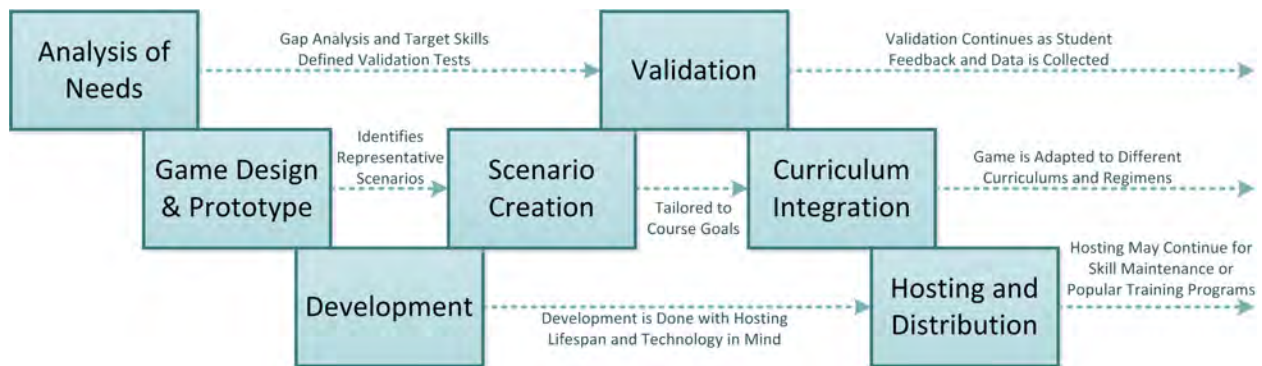 Analysis of
Needs
Gap Analysis and Target Skills
Defined Validation Tests
Validation
Validation Continues as Student
Feedback and Data is Collected
Game Design
& Prototype
Identifies
Representative
Scenarios
Scenario
Creation
Tailored to
Course Goals
Curriculum
Integration
Game is Adapted to Different
Curriculums and Regimens
Development
Development is Done with Hosting
Lifespan and Technology in Mind
Hosting and
Distribution
Hosting May Continue for
Skill Maintenance or
Popular Training Programs